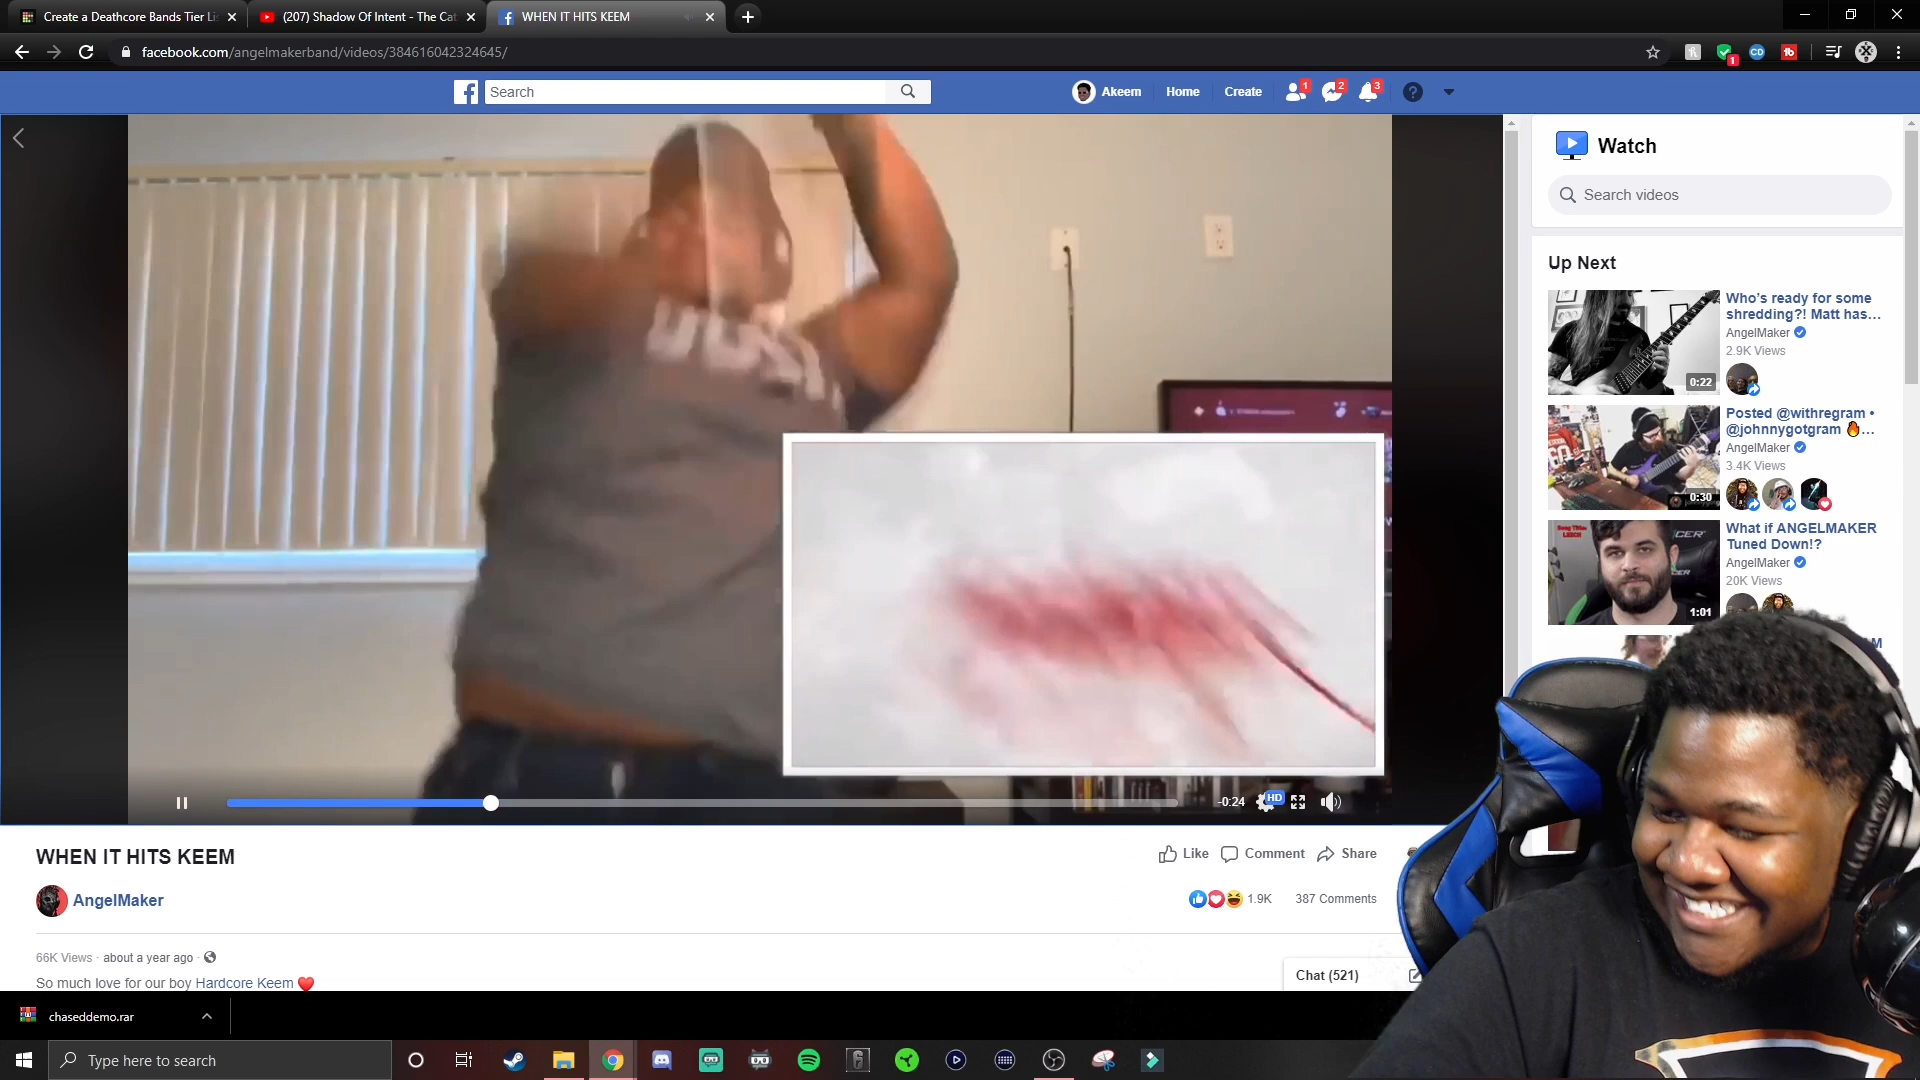 Create a Deathcore Bands Tier Li
(207) Shadow Of Intent - The Cat
WHEN IT HITS KEEM
facebook.com/angelmakerband/videos/384616042324645/
1
CD
Search
Akeem
Home
Create
1
2
3
?
Watch
Search videos
Up Next
Who's ready for some
shredding?! Matt has...
AngelMaker
2.9K Views
0:22
Posted @withregram •
@johnnygotgram 🔥...
AngelMaker
3.4K Views
0:30
What if ANGELMAKER
Tuned Down!?
AngelMaker
20K Views
1:01
-0:24
HD
WHEN IT HITS KEEM
Like
Comment
Share
AngelMaker
1.9K
387 Comments
66K Views · about a year ago ·
So much love for our boy Hardcore Keem ❤
Chat (521)
chaseddemo.rar
Type here to search